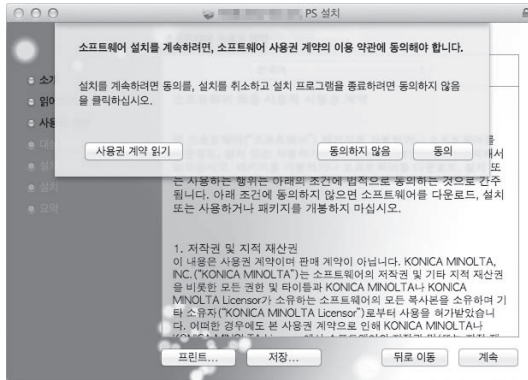 PS 설치
소프트웨어 설치를 계속하려면, 소프트웨어 사용권 계약의 이용 약관에 동의해야 합니다.
설치를 계속하려면 동의를, 설치를 취소하고 설치 프로그램을 종료하려면 동의하지 않음
을 클릭하십시오.
사용권 계약 읽기
동의하지 않음
동의
는 사용하는 행위는 아래의 조건에 법적으로 동의하는 것으로 간주
됩니다. 아래 조건에 동의하지 않으면 소프트웨어를 다운로드, 설치
또는 사용하거나 패키지를 개봉하지 마십시오.
1. 저작권 및 지적 재산권
이 내용은 사용권 계약이며 판매 계약이 아닙니다. KONICA MINOLTA,
INC.("KONICA MINOLTA")는 소프트웨어의 저작권 및 기타 지적 재산권
을 비롯한 모든 권한 및 타이틀과 KONICA MINOLTA나 KONICA
MINOLTA Licensor가 소유하는 소프트웨어의 모든 복사본을 소유하며 기
타 소유자("KONICA MINOLTA Licensor")로부터 사용을 허가받았습니
다. 어떠한 경우에도 본 사용권 계약으로 인해 KONICA MINOLTA나
프린트...
저장...
뒤로 이동
계속